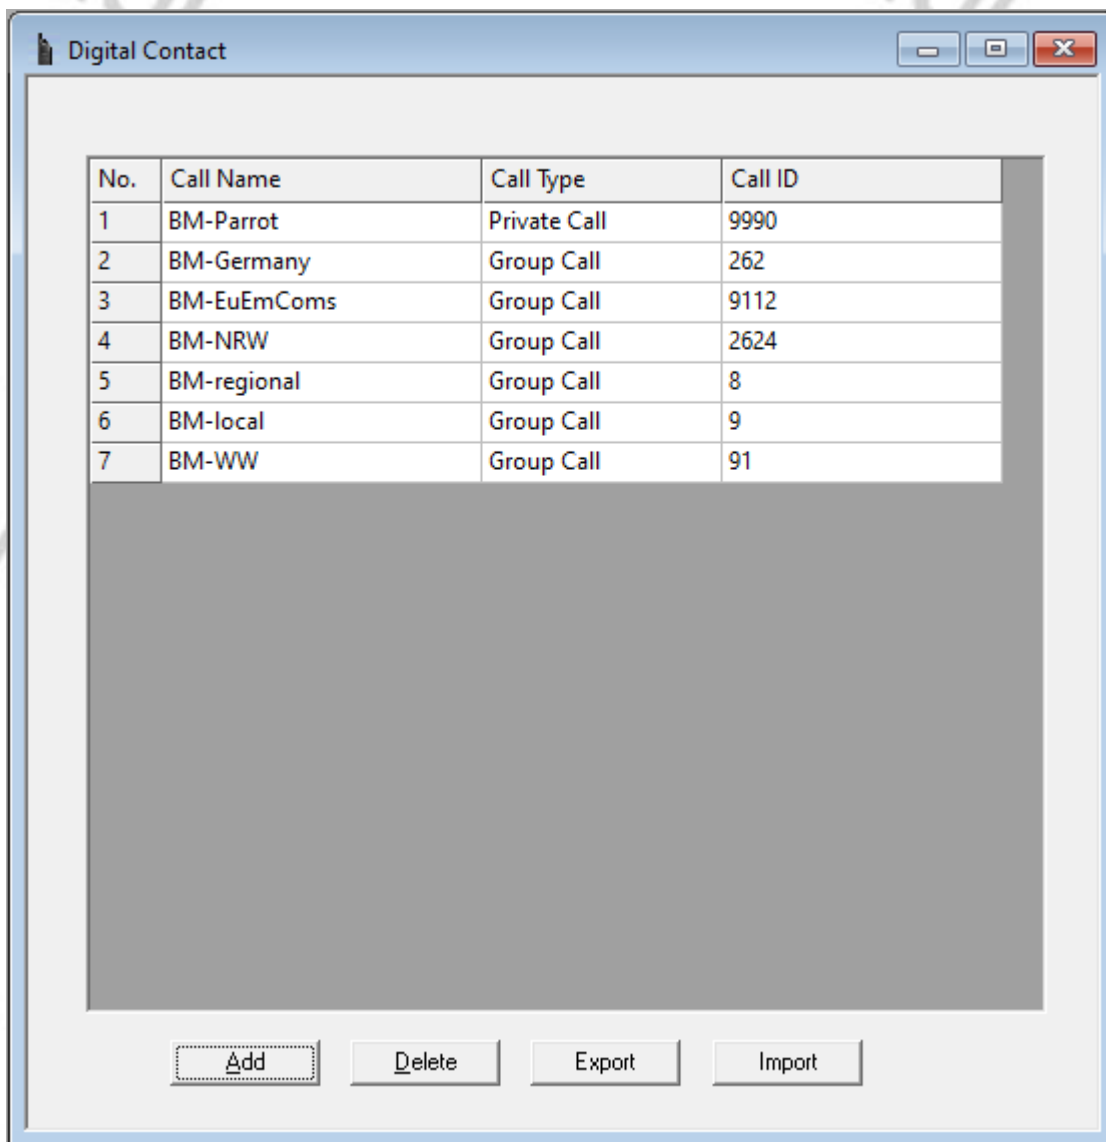 Digital Contact
No. Call Name Call Type Call ID
1 BM-Parrot Private Call 9990
2 BM-Germany Group Call 262
3 BM-EuEmComs Group Call 9112
4 BM-NRW Group Call 2624
5 BM-regional Group Call 8
6 BM-local Group Call 9
7 BM-WW Group Call 91
Add Delete Export Import